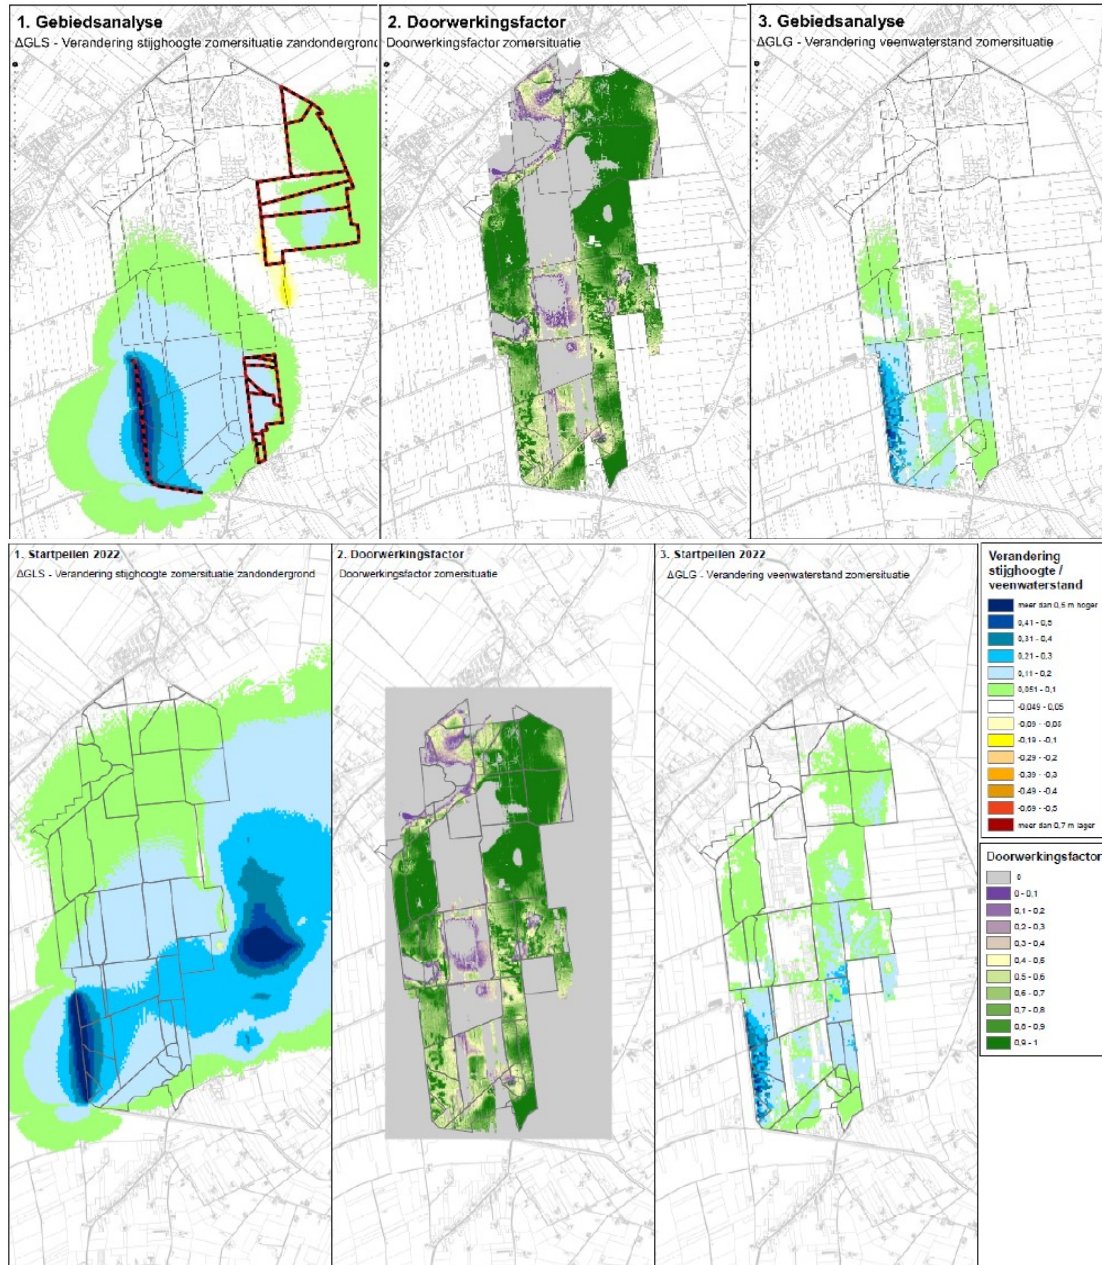 1. Gebiedsanalyse
ΔGLS - Verandering stijghoogte zomersituatie zandondergrond
2. Doorwerkingsfactor
Doorwerkingsfactor zomersituatie
3. Gebiedsanalyse
ΔGLG - Verandering veenwaterstand zomersituatie
1. Startpeilen 2022
ΔGLS - Verandering stijghoogte zomersituatie zandondergrond
2. Doorwerkingsfactor
Doorwerkingsfactor zomersituatie
3. Startpeilen 2022
ΔGLG - Verandering veenwaterstand zomersituatie
Verandering
stijghoogte /
veenwaterstand
meer dan 0,5 m hoger
0,41 - 0,5
0,31 - 0,4
0,21 - 0,3
0,11 - 0,2
0,051 - 0,1
-0,049 - 0,05
-0,19 - -0,1
-0,29 - -0,2
-0,39 - -0,3
-0,49 - -0,4
-0,69 - -0,5
meer dan 0,7 m lager
Doorwerkingsfactor
0
0 - 0,1
0,1 - 0,2
0,2 - 0,3
0,3 - 0,4
0,4 - 0,5
0,5 - 0,6
0,6 - 0,7
0,7 - 0,8
0,8 - 0,9
0,9 - 1